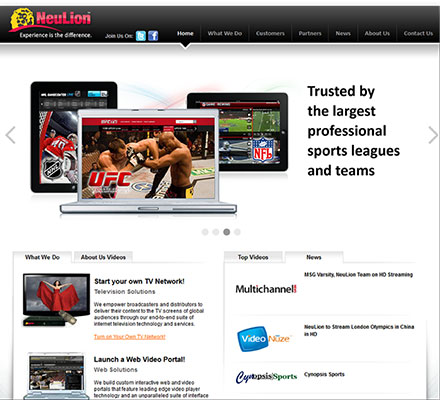 NeuLion
Experience is the difference.
Join Us On:
Home What We Do Customers Partners News About Us Contact Us
NHL GAMECENTER LIVE
UFC
NHL
NFL
Trusted by
the largest
professional
sports leagues
and teams
What We Do About Us Videos
Start your own TV Network!
Television Solutions
We empower broadcasters and distributors to
deliver their content to the TV screens of global
audiences through our end-to-end suite of
internet television technology and services.
Turn on Your Own TV Network!
Launch a Web Video Portal!
Web Solutions
We build custom interactive web and video
portals that feature leading edge video player
technology and an unparalleled suite of interface
Top Videos News
MSG Varsity, NeuLion Team on HD Streaming
Multichannel
NeuLion to Stream London Olympics in China
in HD
VideoNuze
Cynopsis Sports
Cynopsis:Sports